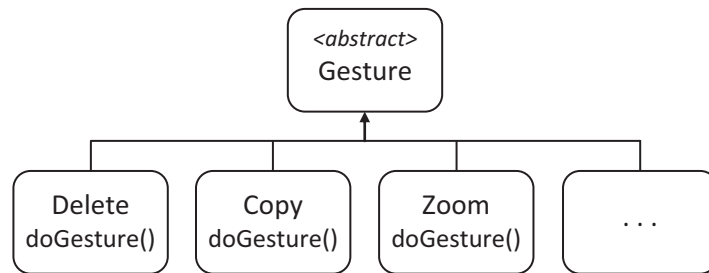 <abstract>
Gesture
Delete
doGesture()
Copy
doGesture()
Zoom
doGesture()
. . .